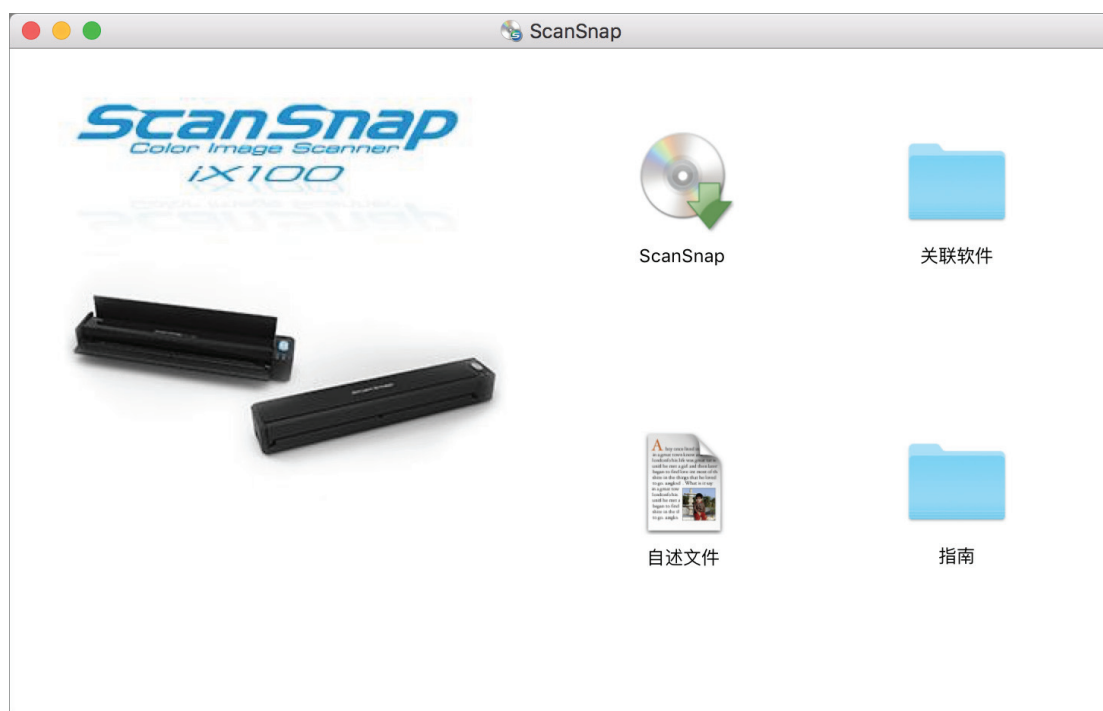 ScanSnap
ScanSnap
Color Image Scanner
iX100
ScanSnap
关联软件
自述文件
指南